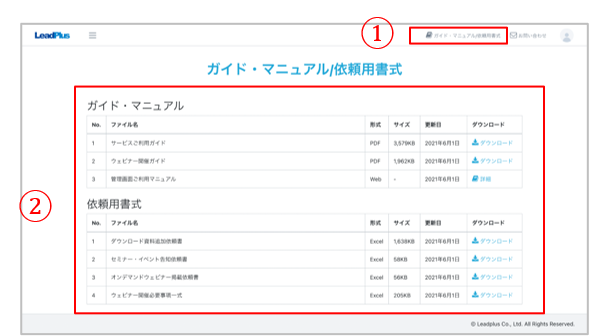 ①
LeadPlus
ガイド・マニュアル/依頼用書式 お問い合わせ
ガイド・マニュアル/依頼用書式
②
ガイド・マニュアル
No. ファイル名 形式 サイズ 更新日 ダウンロード
1 サービスご利用ガイド PDF 3,579KB 2021年6月1日 ダウンロード
2 ウェビナー開催ガイド PDF 1,962KB 2021年6月1日 ダウンロード
3 管理画面ご利用マニュアル Web - 2021年6月1日 詳細
依頼用書式
No. ファイル名 形式 サイズ 更新日 ダウンロード
1 ダウンロード資料追加依頼書 Excel 1,638KB 2021年6月1日 ダウンロード
2 セミナー・イベント告知依頼書 Excel 58KB 2021年6月1日 ダウンロード
3 オンデマンドウェビナー掲載依頼書 Excel 56KB 2021年6月1日 ダウンロード
4 ウェビナー開催必要事項一式 Excel 205KB 2021年6月1日 ダウンロード
© Leadplus Co., Ltd. All Rights Reserved.